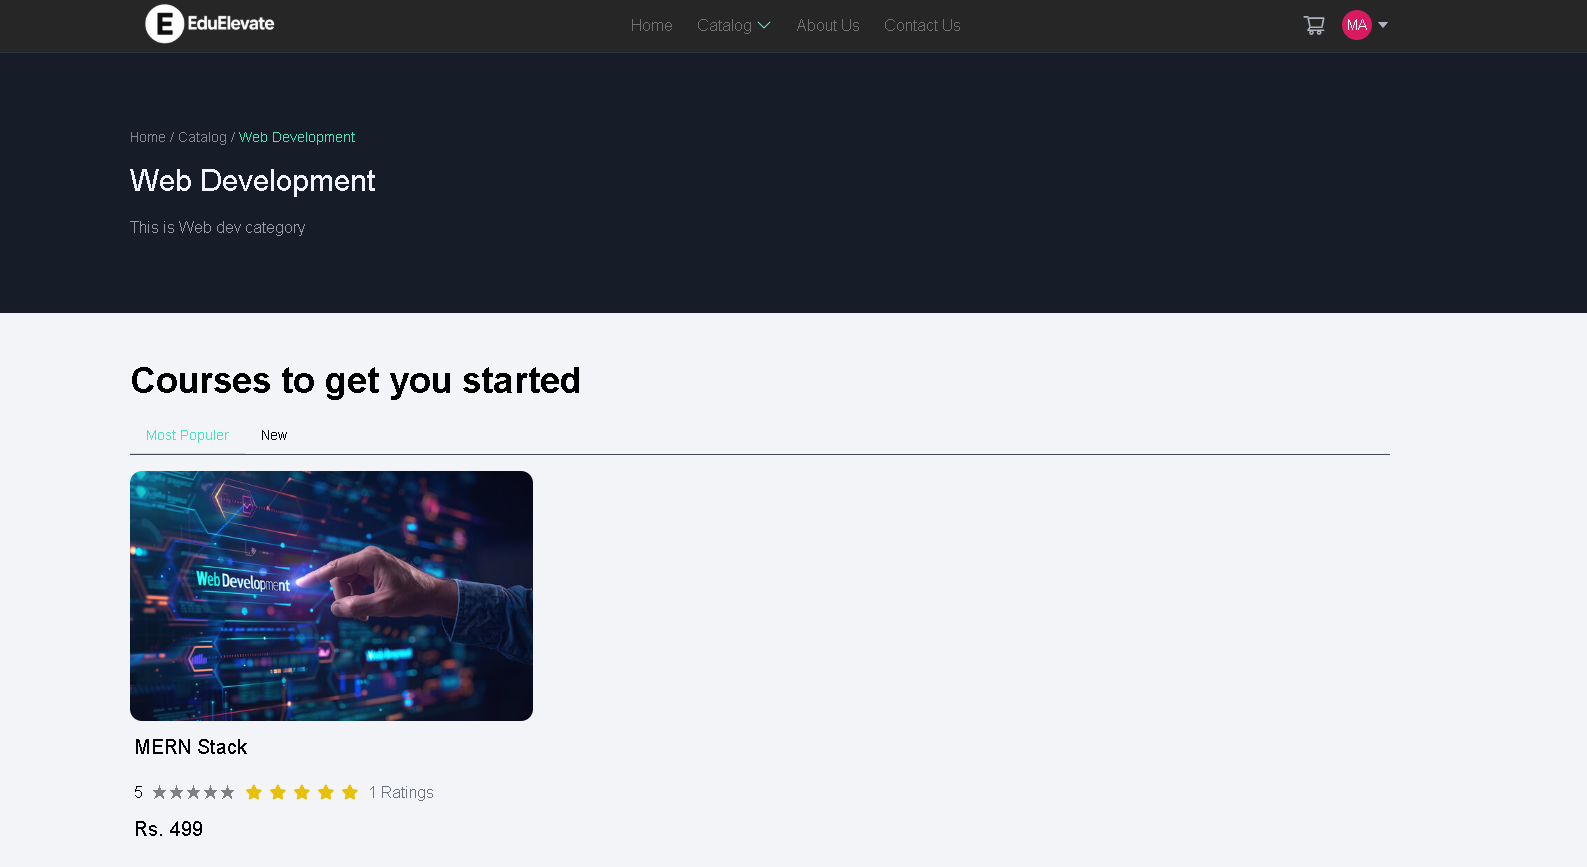 E EduElevate
Home Catalog About Us Contact Us
MA
Home / Catalog / Web Development
Web Development
This is Web dev category
Courses to get you started
Most Populer New
Web Development
MERN Stack
5 ★★★★★ 1 Ratings
Rs. 499